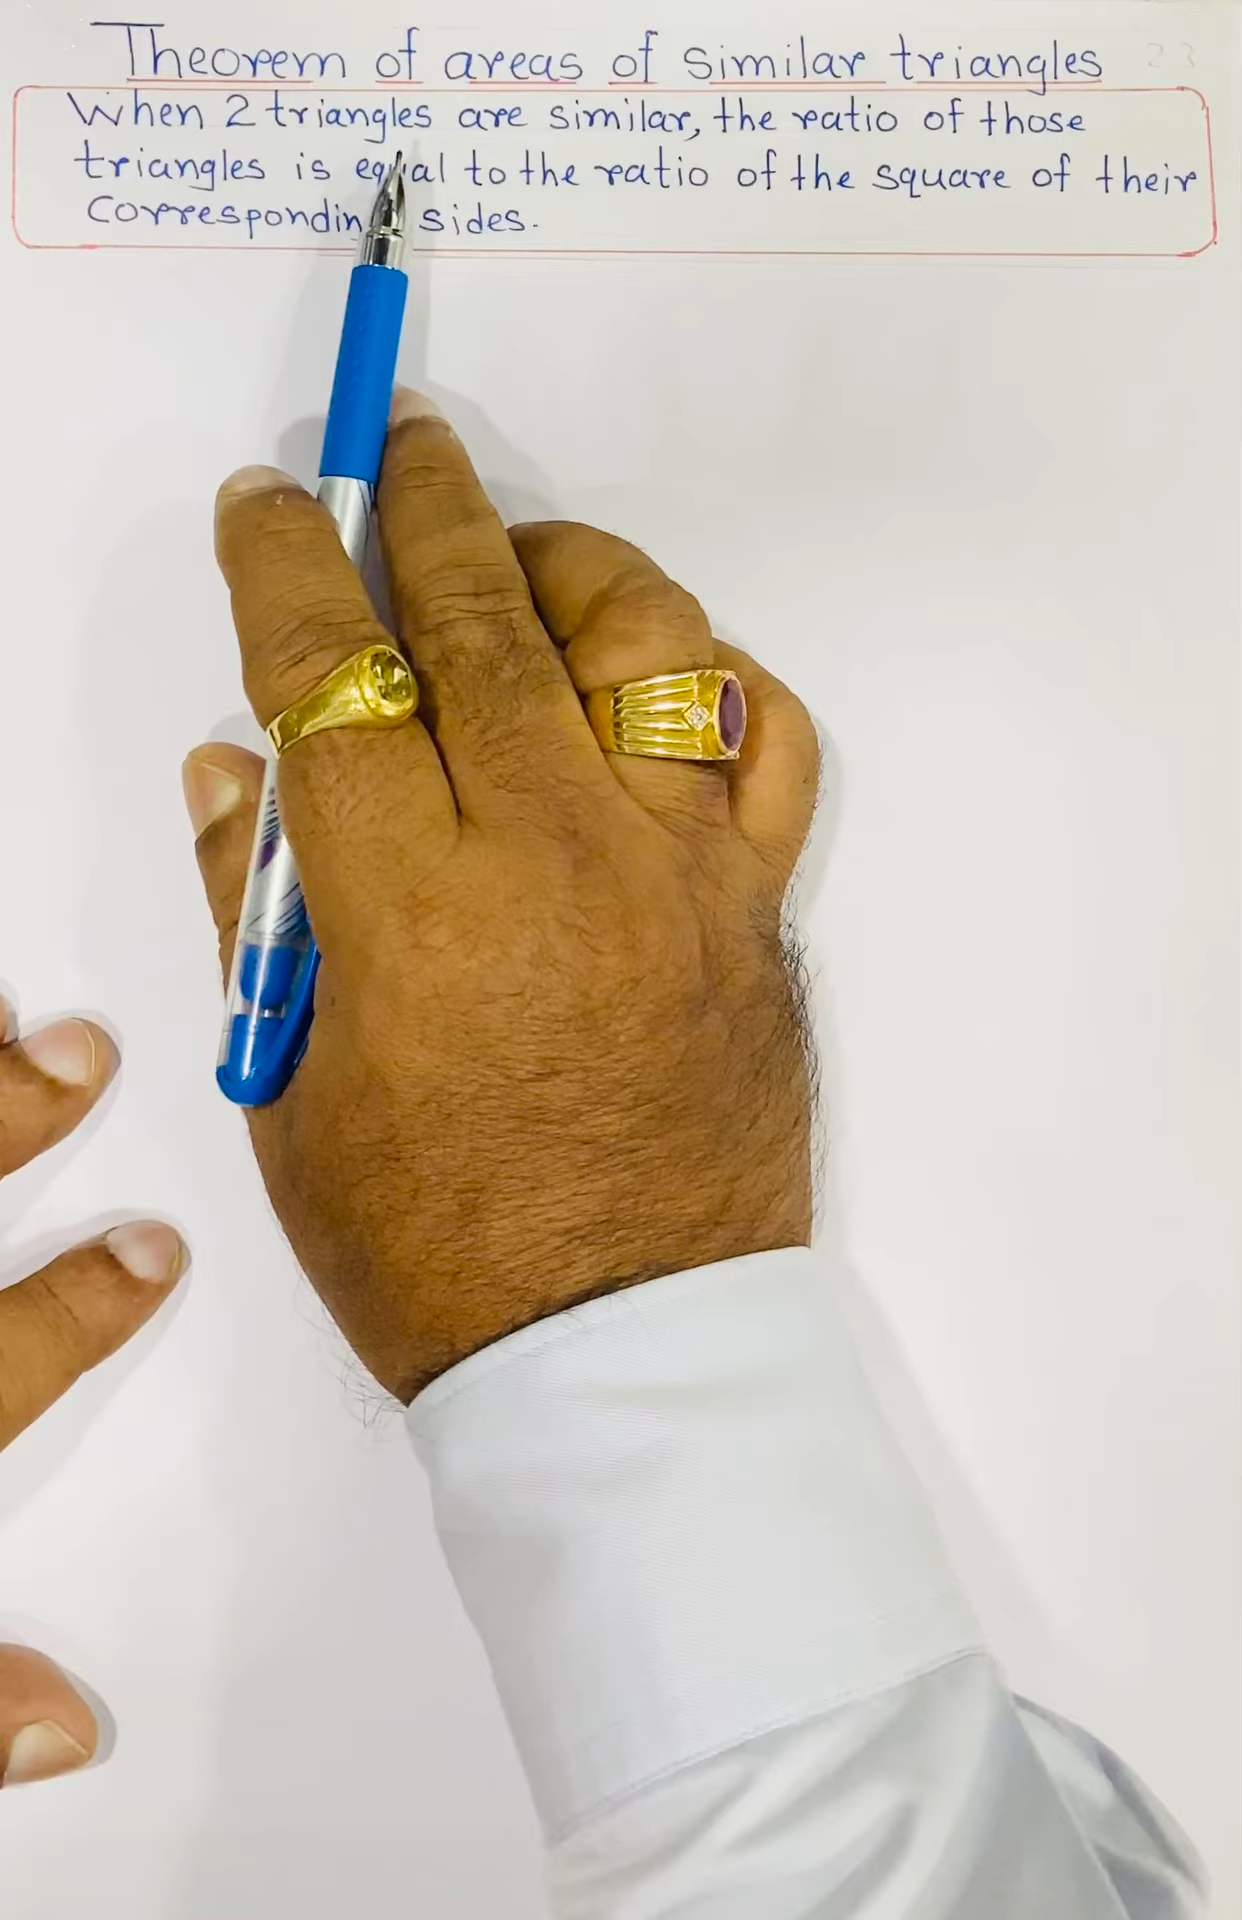 Theorem of areas of similar triangles
When 2 triangles are similar, the ratio of those
triangles is equal to the ratio of the square of their
Corresponding sides.